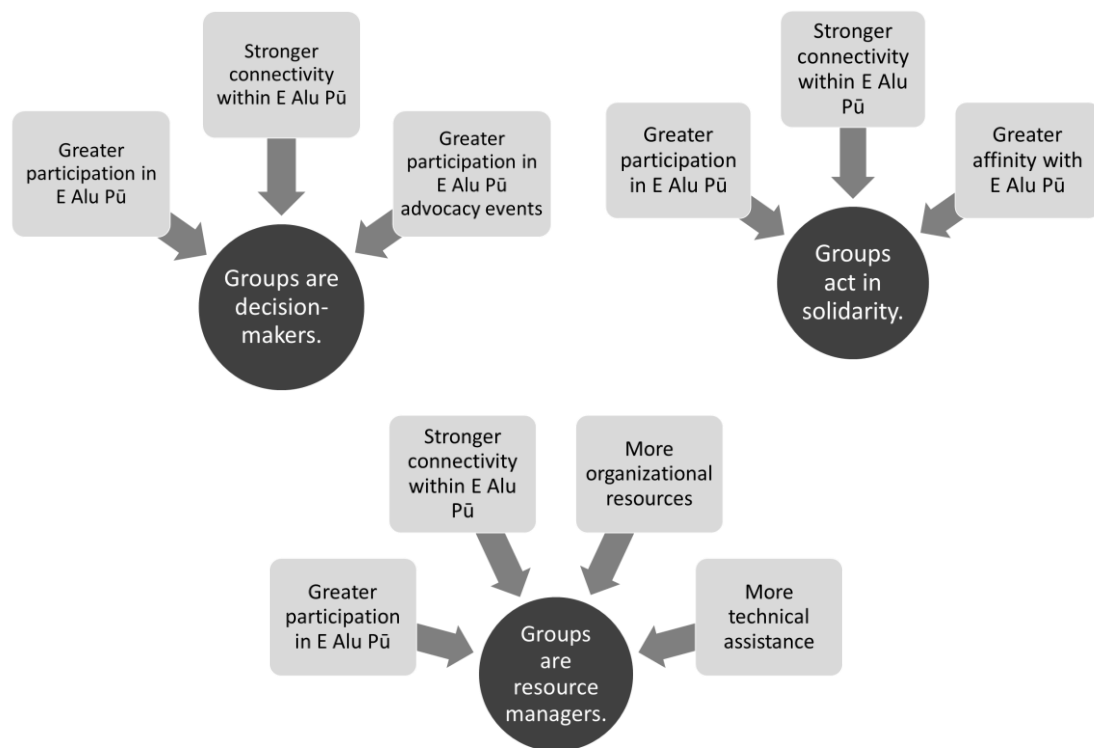 Stronger
connectivity
within E Alu Pū
Greater
participation in
E Alu Pū
Greater
participation in
E Alu Pū
advocacy events
Groups are
decision-
makers.
Stronger
connectivity
within E Alu
Pū
Greater
participation
in E Alu Pū
Greater
affinity with
E Alu Pū
Groups
act in
solidarity.
Stronger
connectivity
within E Alu
Pū
More
organizational
resources
Greater
participation
in E Alu Pū
More
technical
assistance
Groups
are
resource
managers.